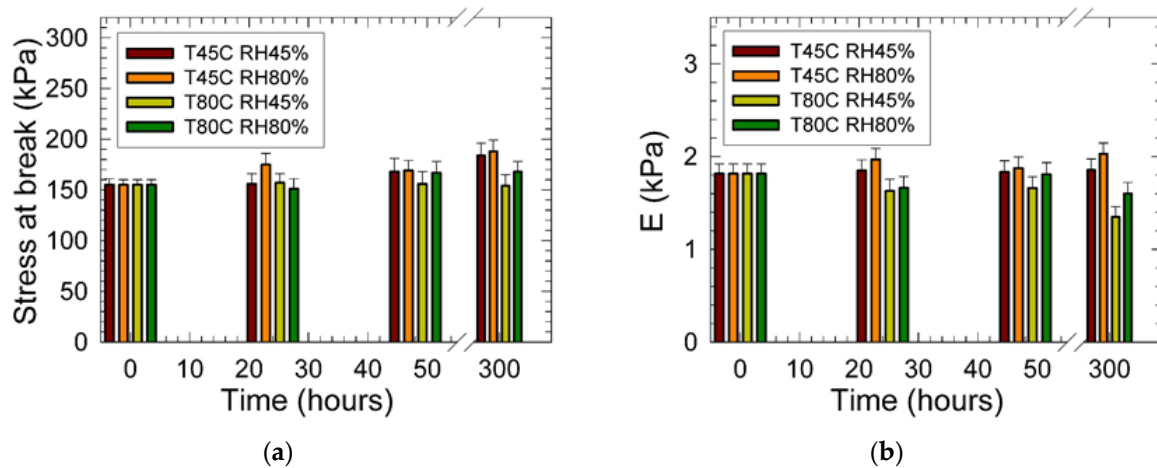 Stress at break (kPa)
300
250
200
150
100
50
0
T45C RH45%
T45C RH80%
T80C RH45%
T80C RH80%
0 10 20 30 40 50 300
Time (hours)
(a)
E (kPa)
3
2
1
0
T45C RH45%
T45C RH80%
T80C RH45%
T80C RH80%
0 10 20 30 40 50 300
Time (hours)
(b)